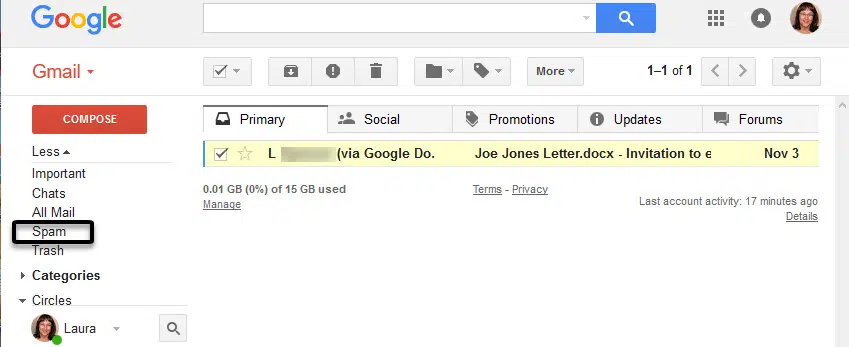 Google
Gmail
More
1–1 of 1
COMPOSE
Primary
Social
Promotions
Updates
Forums
Less
Important
Chats
All Mail
Spam
Trash
Categories
Circles
Laura
L (via Google Do. Joe Jones Letter.docx - Invitation to e Nov 3
0.01 GB (0%) of 15 GB used
Manage
Terms - Privacy
Last account activity: 17 minutes ago
Details